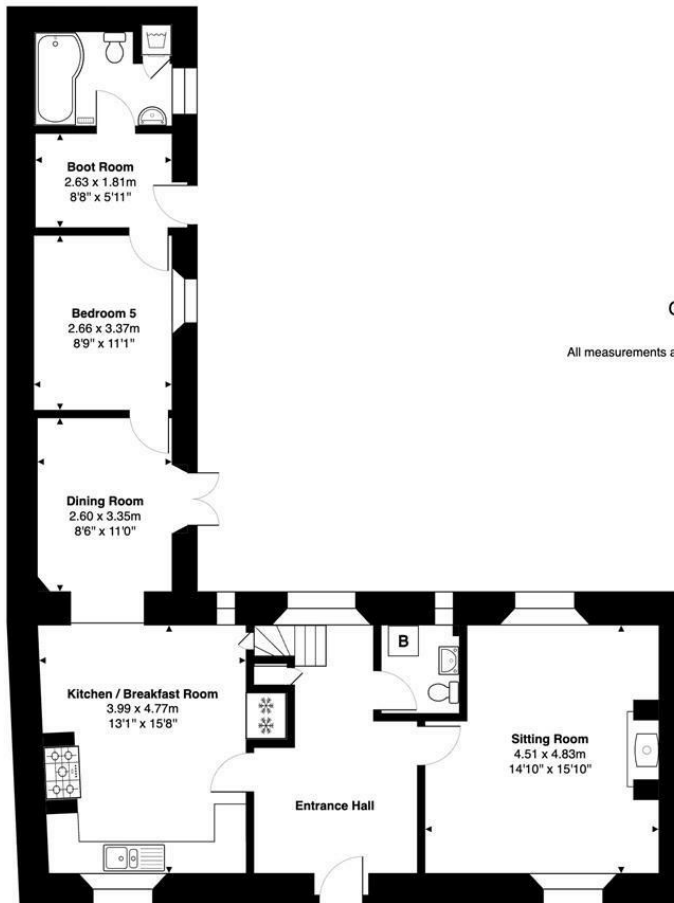 Boot Room
2.63 x 1.81m
8'8" x 5'11"
Bedroom 5
2.66 x 3.37m
8'9" x 11'1"
All measurements a
Dining Room
2.60 x 3.35m
8'6" x 11'0"
B
Kitchen / Breakfast Room
3.99 x 4.77m
13'1" x 15'8"
Sitting Room
4.51 x 4.83m
14'10" x 15'10"
Entrance Hall